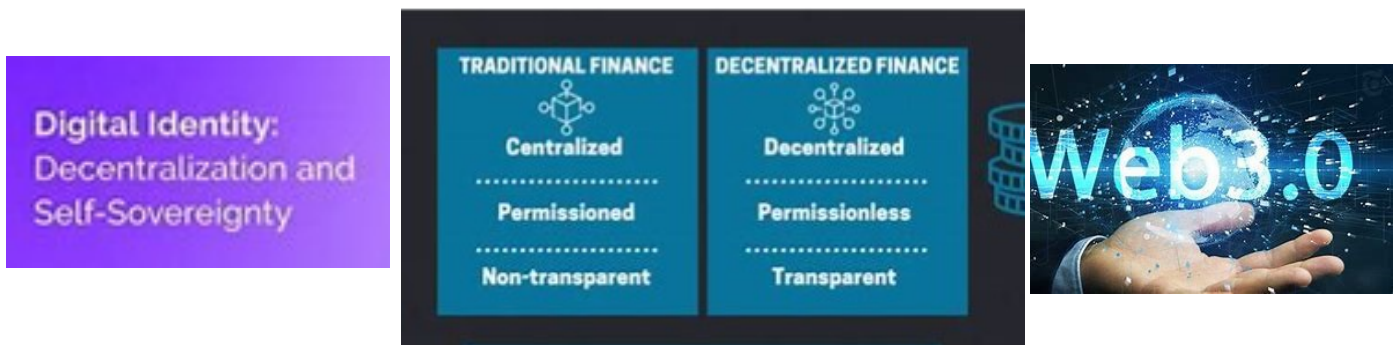 Digital Identity:
Decentralization and
Self-Sovereignty
TRADITIONAL FINANCE
Centralized
Permissioned
Non-transparent
DECENTRALIZED FINANCE
Decentralized
Permissionless
Transparent
Web3.0